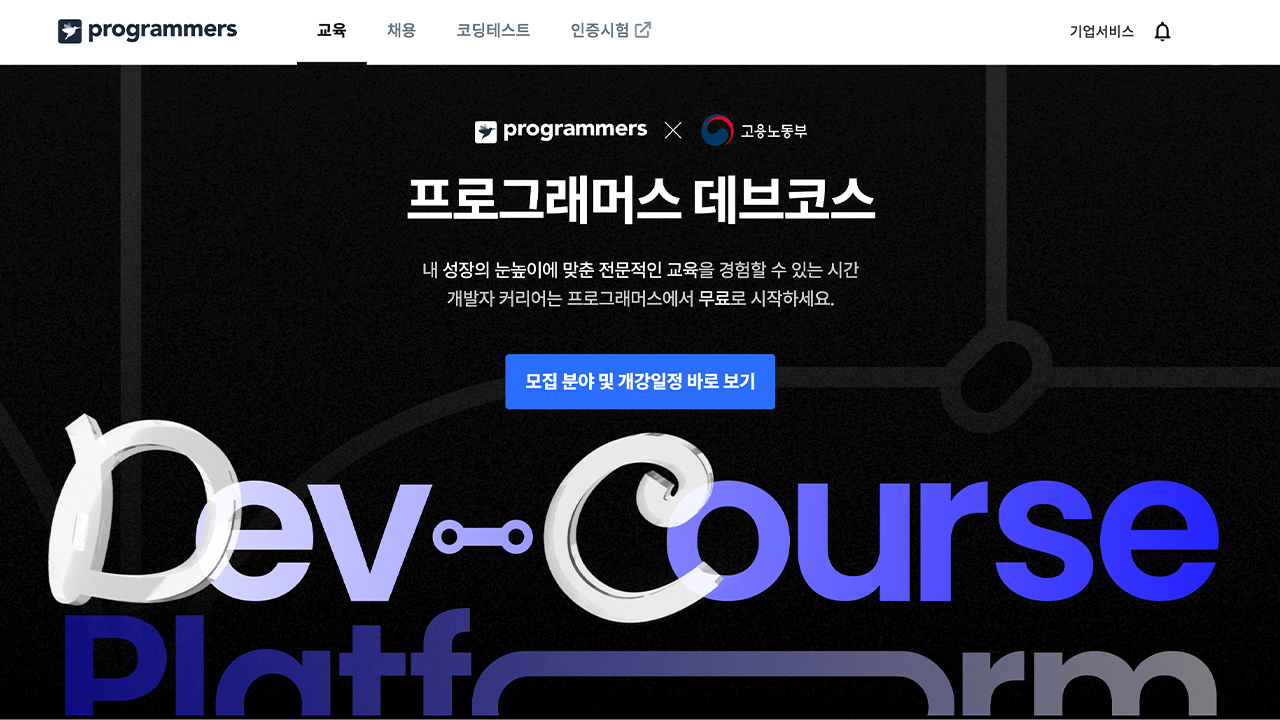 programmers
교육
채용
코딩테스트
인증시험
기업서비스
programmers
고용노동부
프로그래머스 데브코스
내 성장의 눈높이에 맞춘 전문적인 교육을 경험할 수 있는 시간
개발자 커리어는 프로그래머스에서 무료로 시작하세요.
모집 분야 및 개강일정 바로 보기
Dev Course
Platform